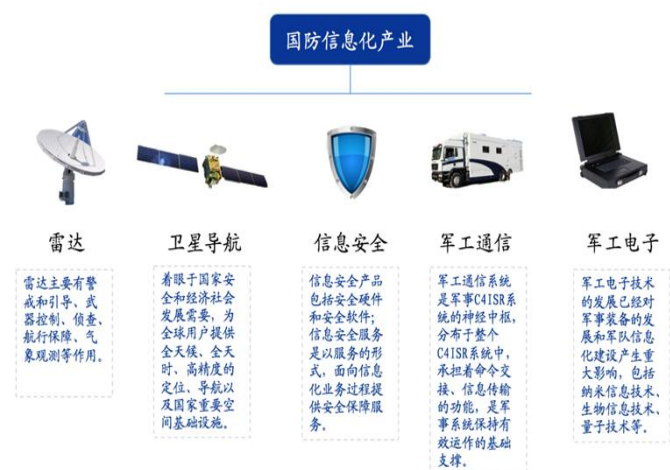 国防信息化产业
雷达
卫星导航
信息安全
军工通信
军工电子
雷达主要有警
戒和引导、武
器控制、侦查、
航行保障、气
象观测等作用。
着眼于国家安
全和经济社会
发展需要，为
全球用户提供
全天候、全天
时、高精度的
定位、导航以
及国家重要空
间基础设施。
信息安全产品
包括安全硬件
和安全软件；
信息安全服务
是以服务的形
式，面向信息
化业务过程提
供安全保障服
务。
军工通信系统
是军事C4ISR系
统的神经中枢，
分布于整个
C4ISR系统中，
承担着命令交
接、信息传输
的功能，是军
事系统保持有
效运作的基础
支撑。
军工电子技术
的发展已经对
军事装备的发
展和军队信息
化建设产生重
大影响，包括
纳米信息技术、
生物信息技术、
量子技术等。